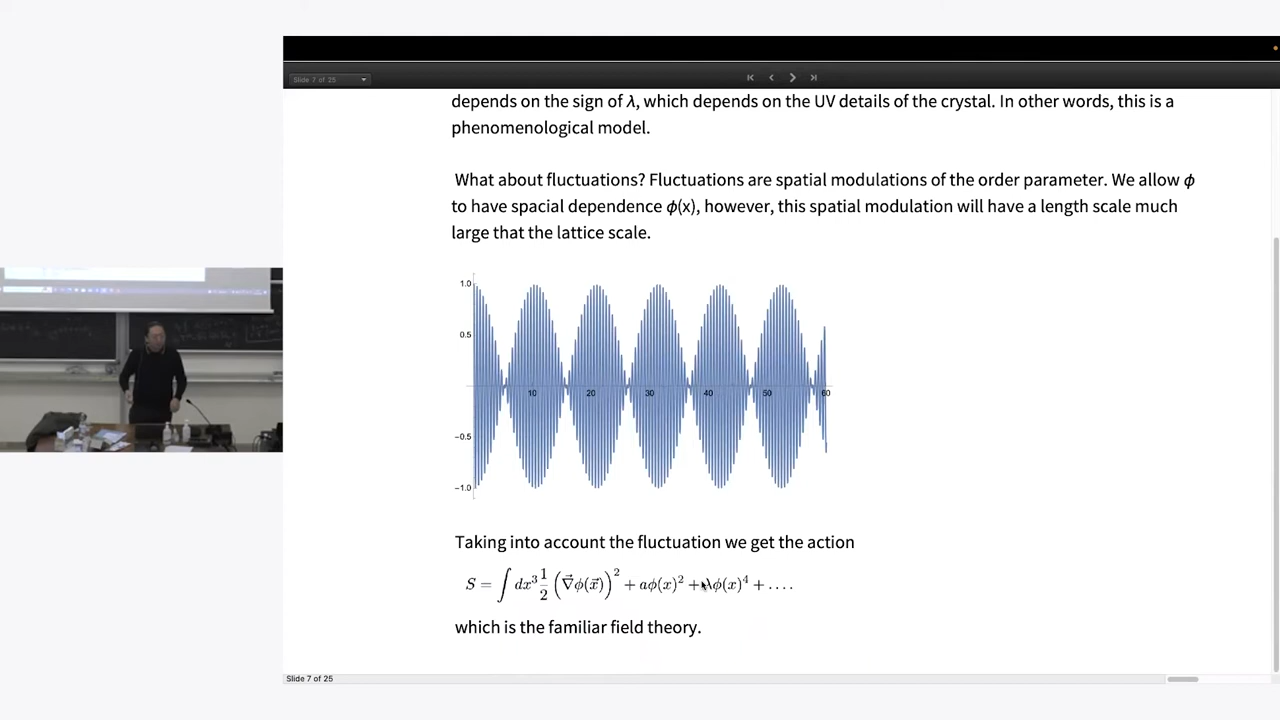 Slide 7 of 25
depends on the sign of λ, which depends on the UV details of the crystal. In other words, this is a
phenomenological model.
What about fluctuations? Fluctuations are spatial modulations of the order parameter. We allow ϕ
to have spacial dependence ϕ(x), however, this spatial modulation will have a length scale much
large that the lattice scale.
1.0
0.5
10 20 30 40 50 60
−0.5
−1.0
Taking into account the fluctuation we get the action
S = ∫ dx³ 1/2 (∇⃗ϕ(x⃗))² + aϕ(x)² + λϕ(x)⁴ + . . . .
which is the familiar field theory.
Slide 7 of 25